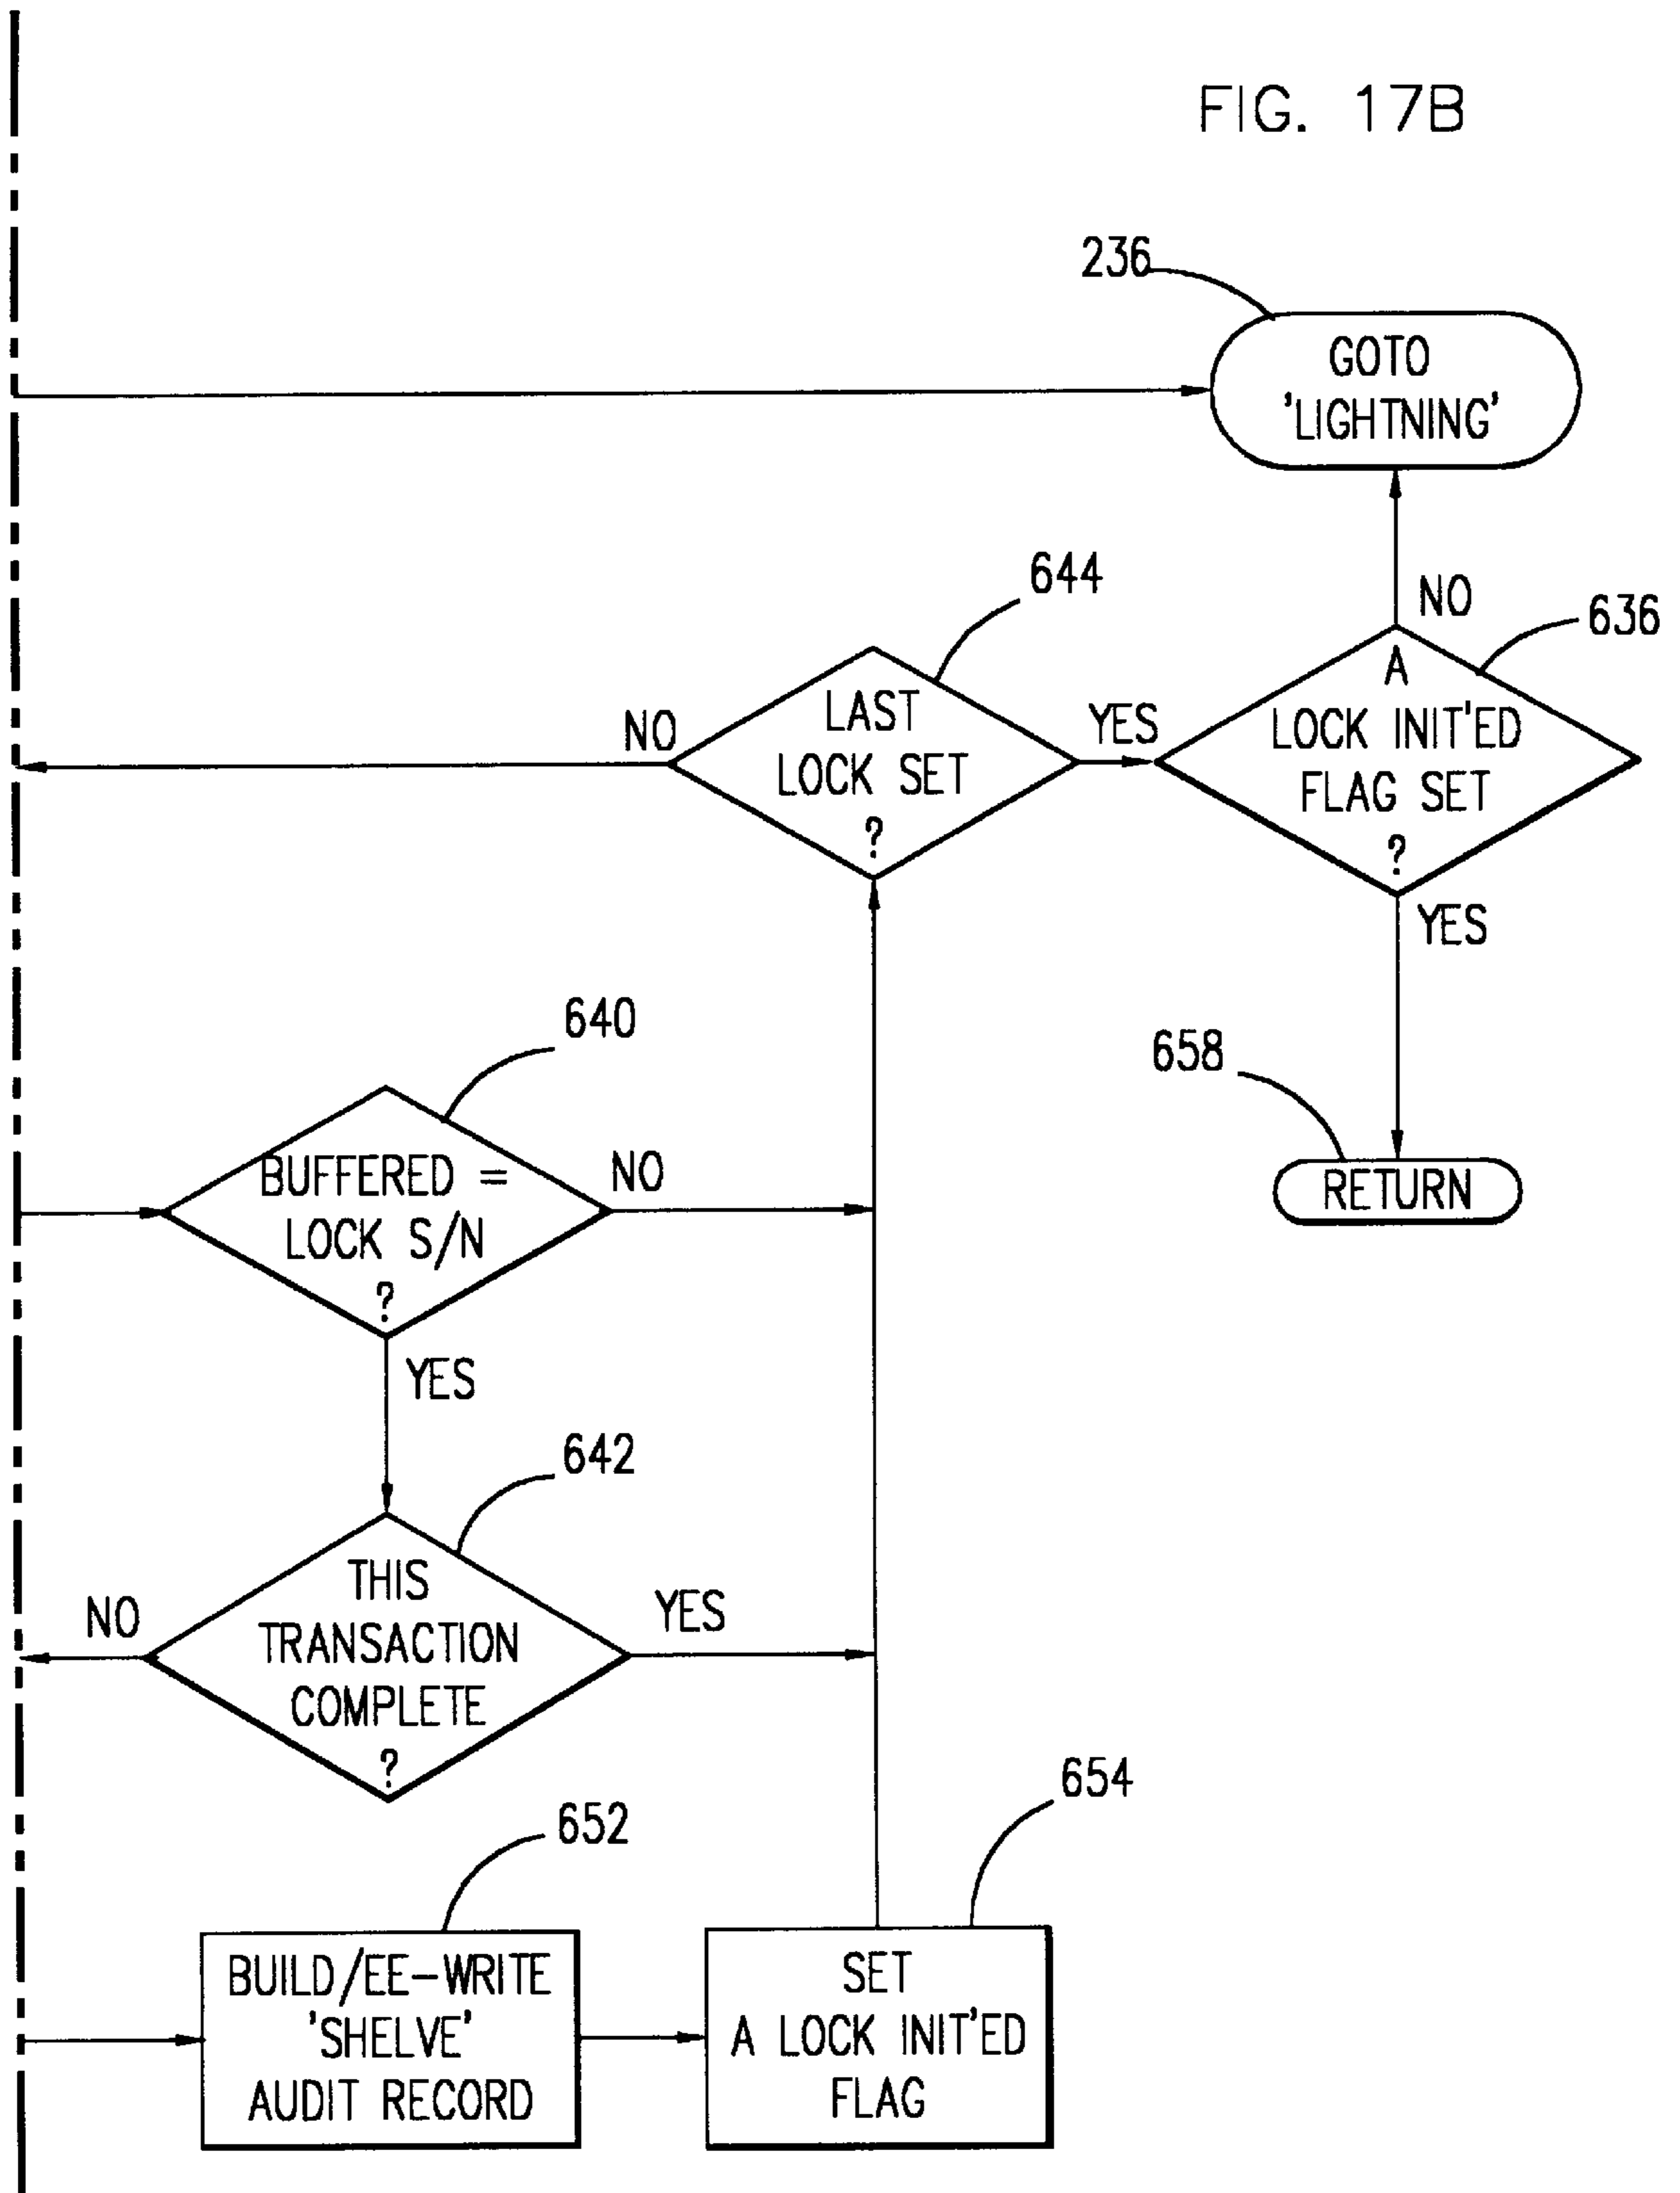 FIG. 17B
236
GOTO
'LIGHTNING'
644
NO
636
LAST
LOCK SET
?
NO
YES
A
LOCK INIT'ED
FLAG SET
?
YES
640
658
BUFFERED =
LOCK S/N
?
NO
RETURN
YES
642
THIS
TRANSACTION
COMPLETE
?
NO
YES
654
652
BUILD/EE-WRITE
'SHELVE'
AUDIT RECORD
SET
A LOCK INIT'ED
FLAG